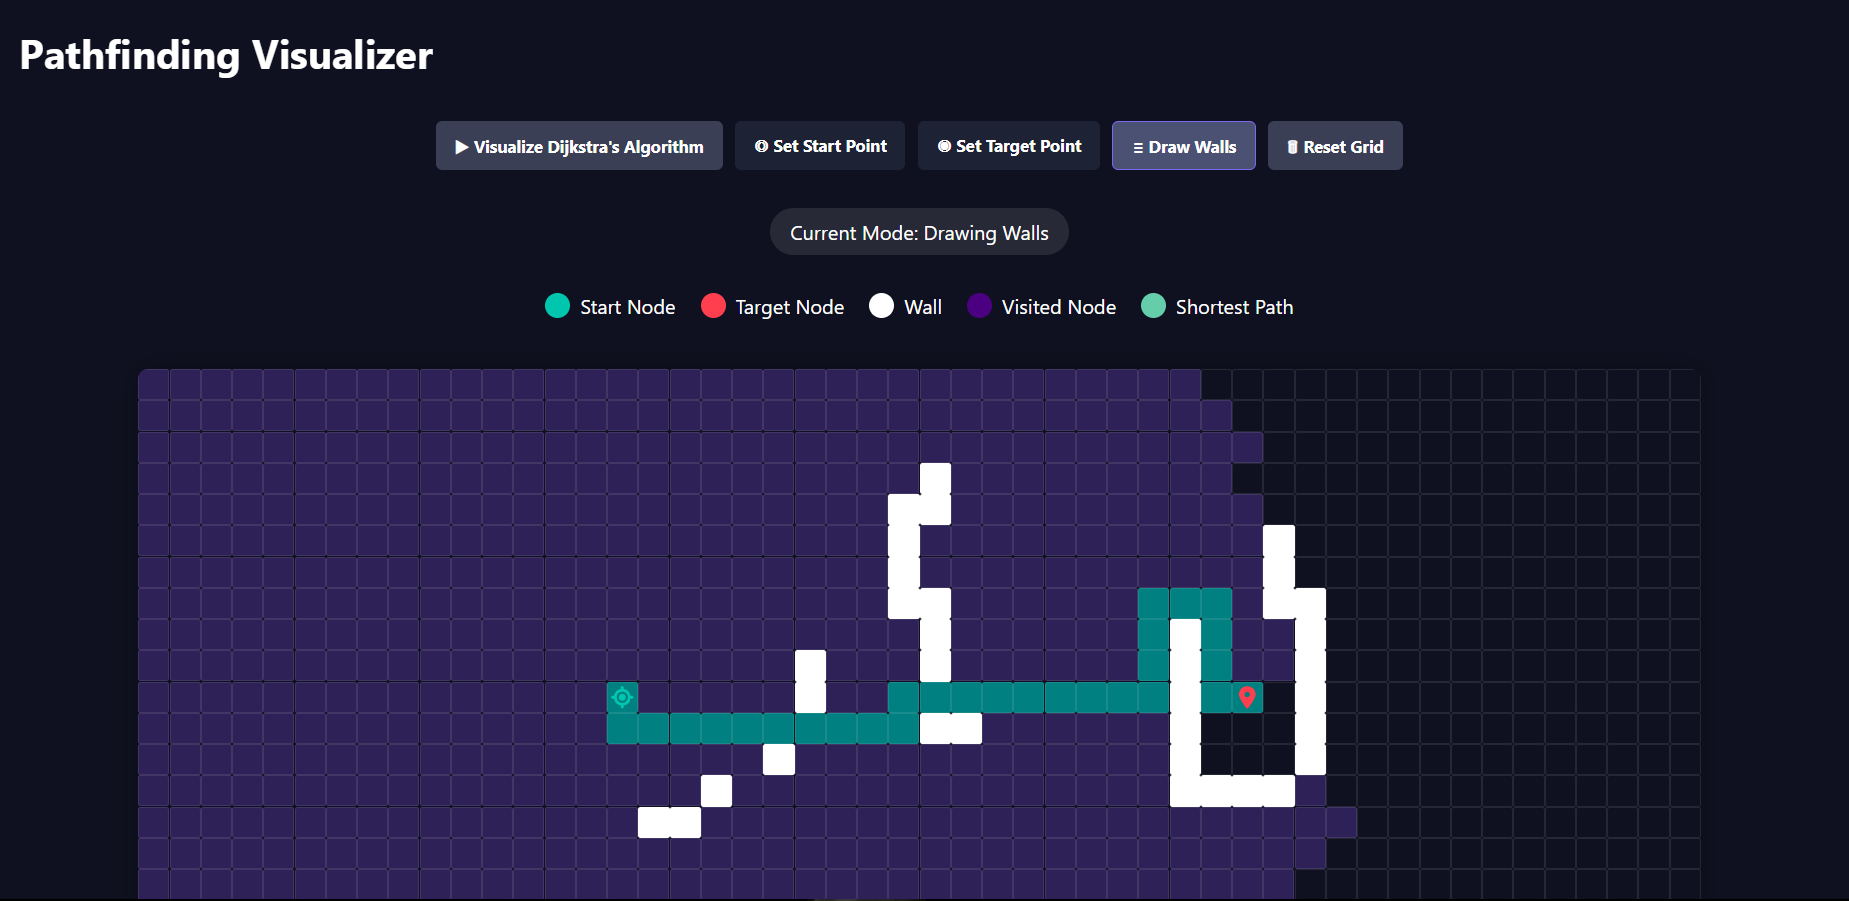 Pathfinding Visualizer
Visualize Dijkstra's Algorithm
Set Start Point
Set Target Point
Draw Walls
Reset Grid
Current Mode: Drawing Walls
Start Node
Target Node
Wall
Visited Node
Shortest Path